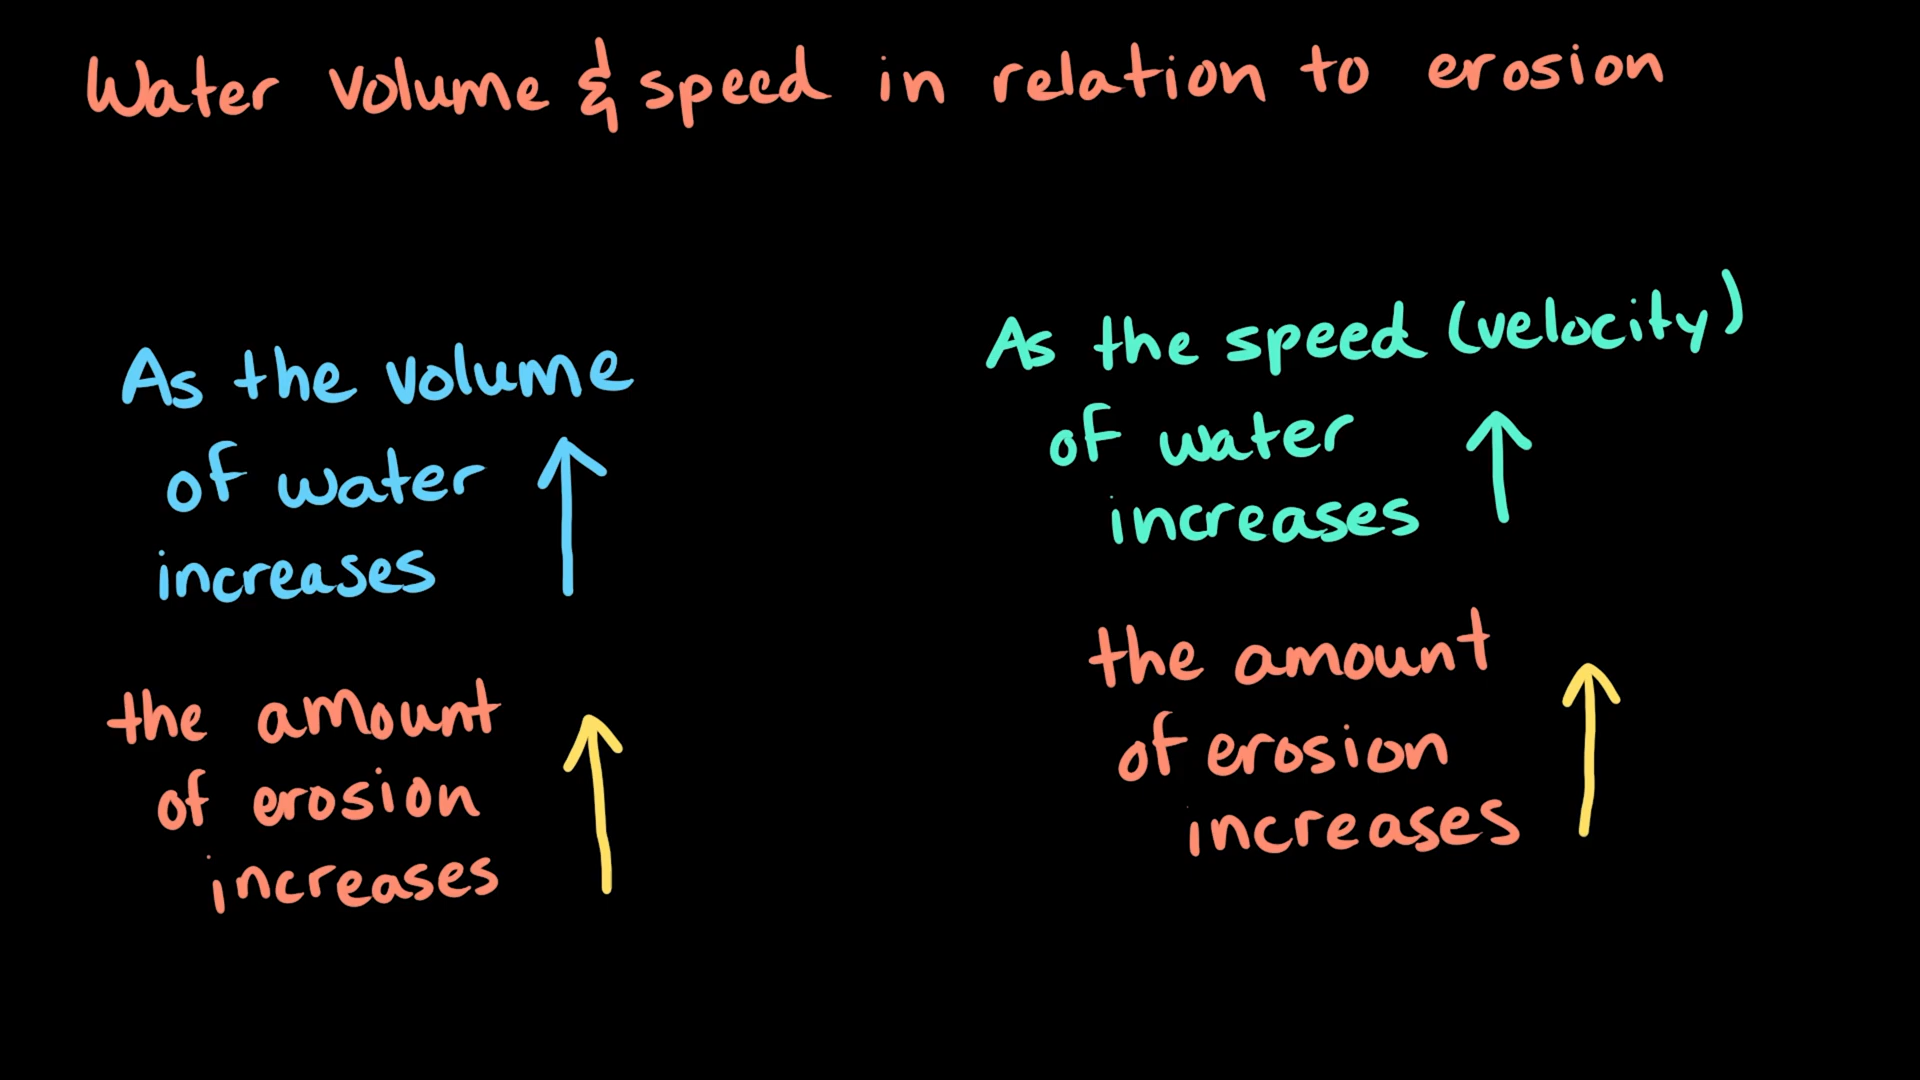 Water volume & speed in relation to erosion
As the volume
of water
increases
the amount
of erosion
increases
As the speed (velocity)
of water
increases
the amount
of erosion
increases